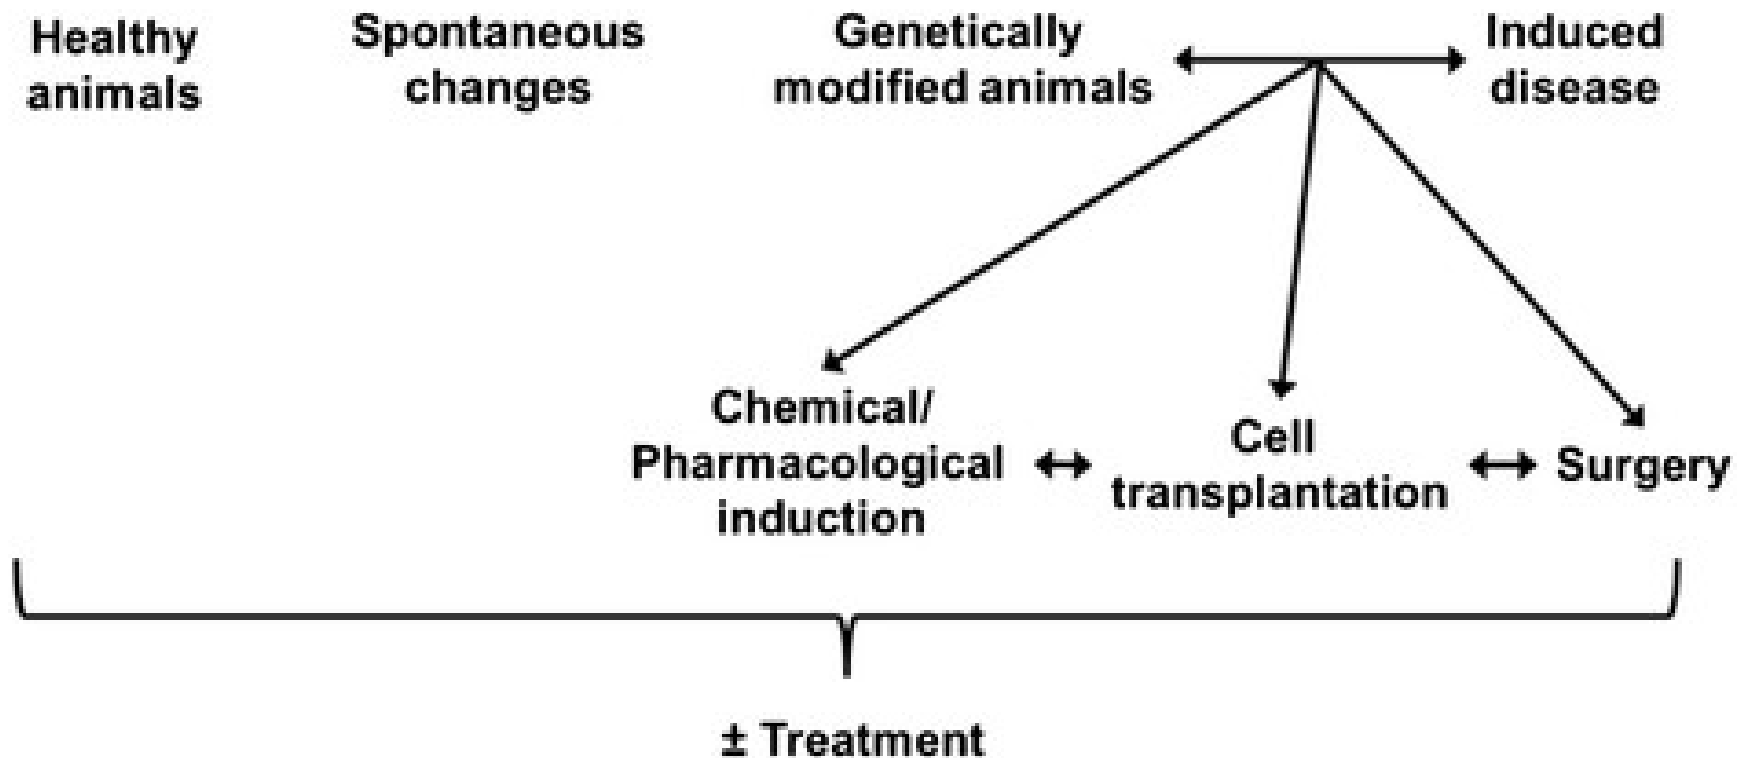 Healthy
animals
Spontaneous
changes
Genetically
modified animals
Induced
disease
Chemical/
Pharmacological
induction
Cell
transplantation
Surgery
± Treatment